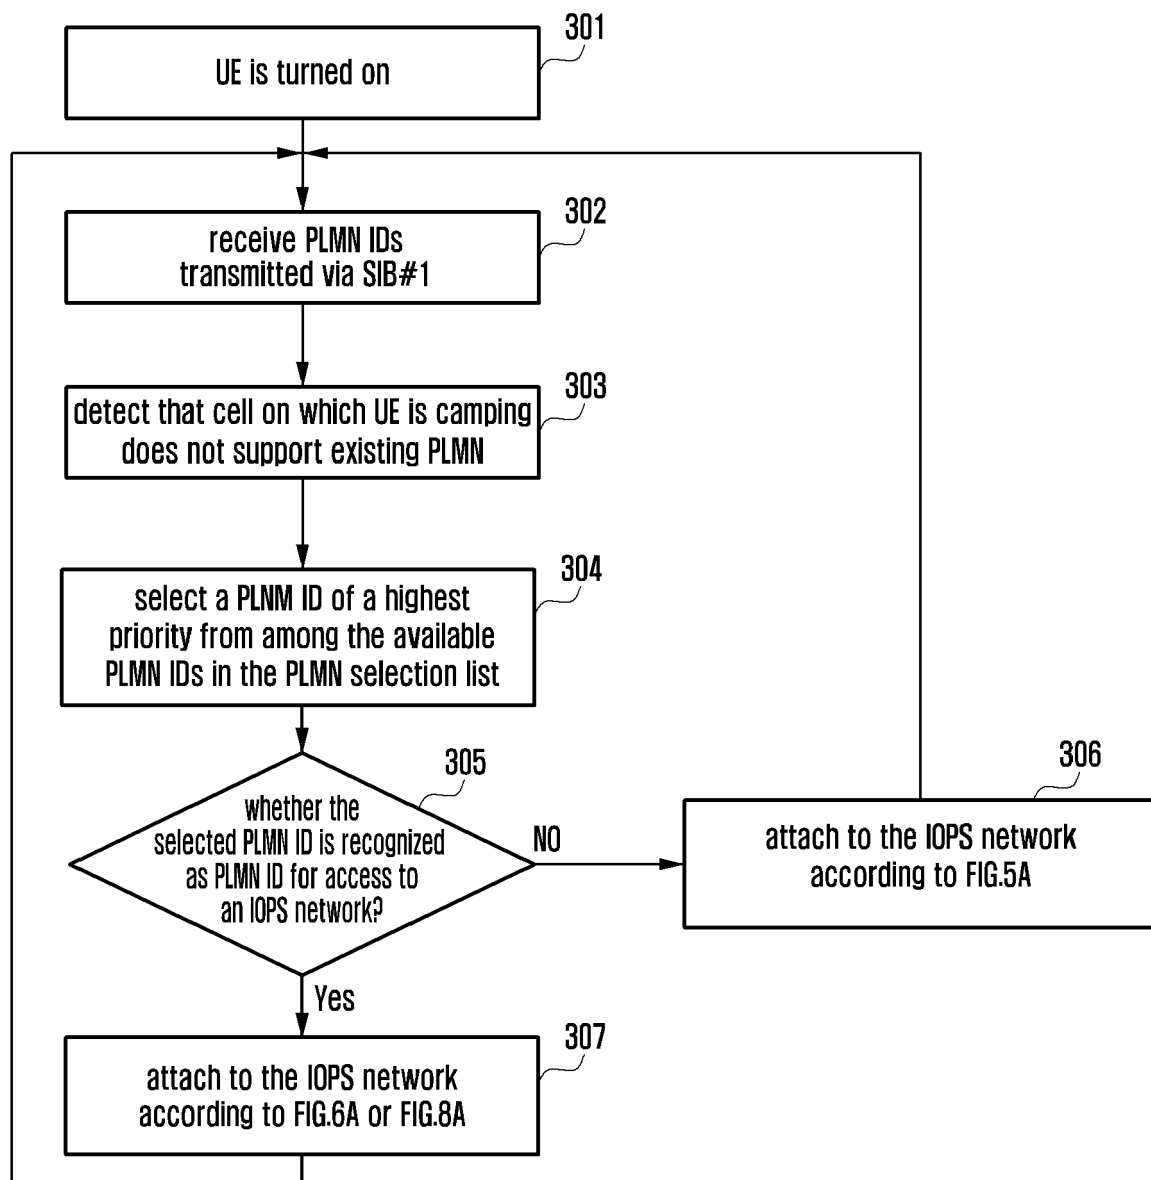 301
UE is turned on
302
receive PLMN IDs
transmitted via SIB#1
303
detect that cell on which UE is camping
does not support existing PLMN
304
select a PLNM ID of a highest
priority from among the available
PLMN IDs in the PLMN selection list
305
whether the
selected PLMN ID is recognized
as PLMN ID for access to
an IOPS network?
NO
306
attach to the IOPS network
according to FIG.5A
Yes
307
attach to the IOPS network
according to FIG.6A or FIG.8A